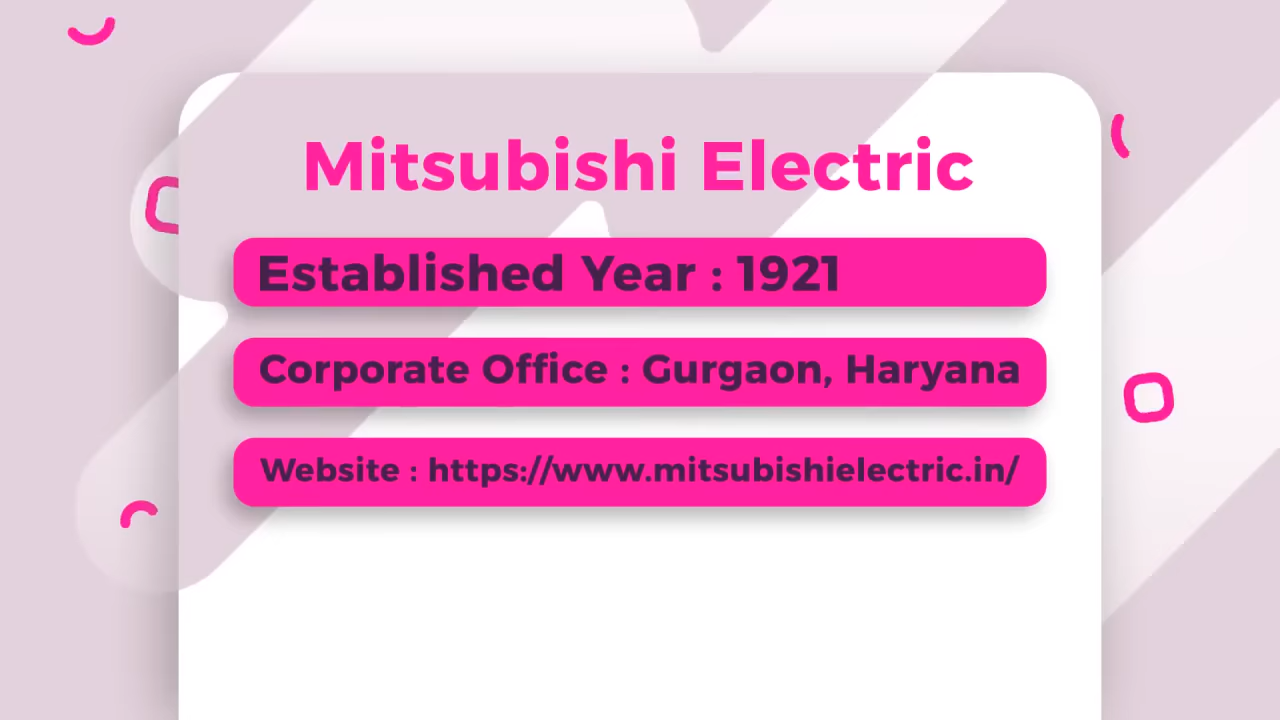 Mitsubishi Electric
Established Year : 1921
Corporate Office : Gurgaon, Haryana
Website : https://www.mitsubishielectric.in/